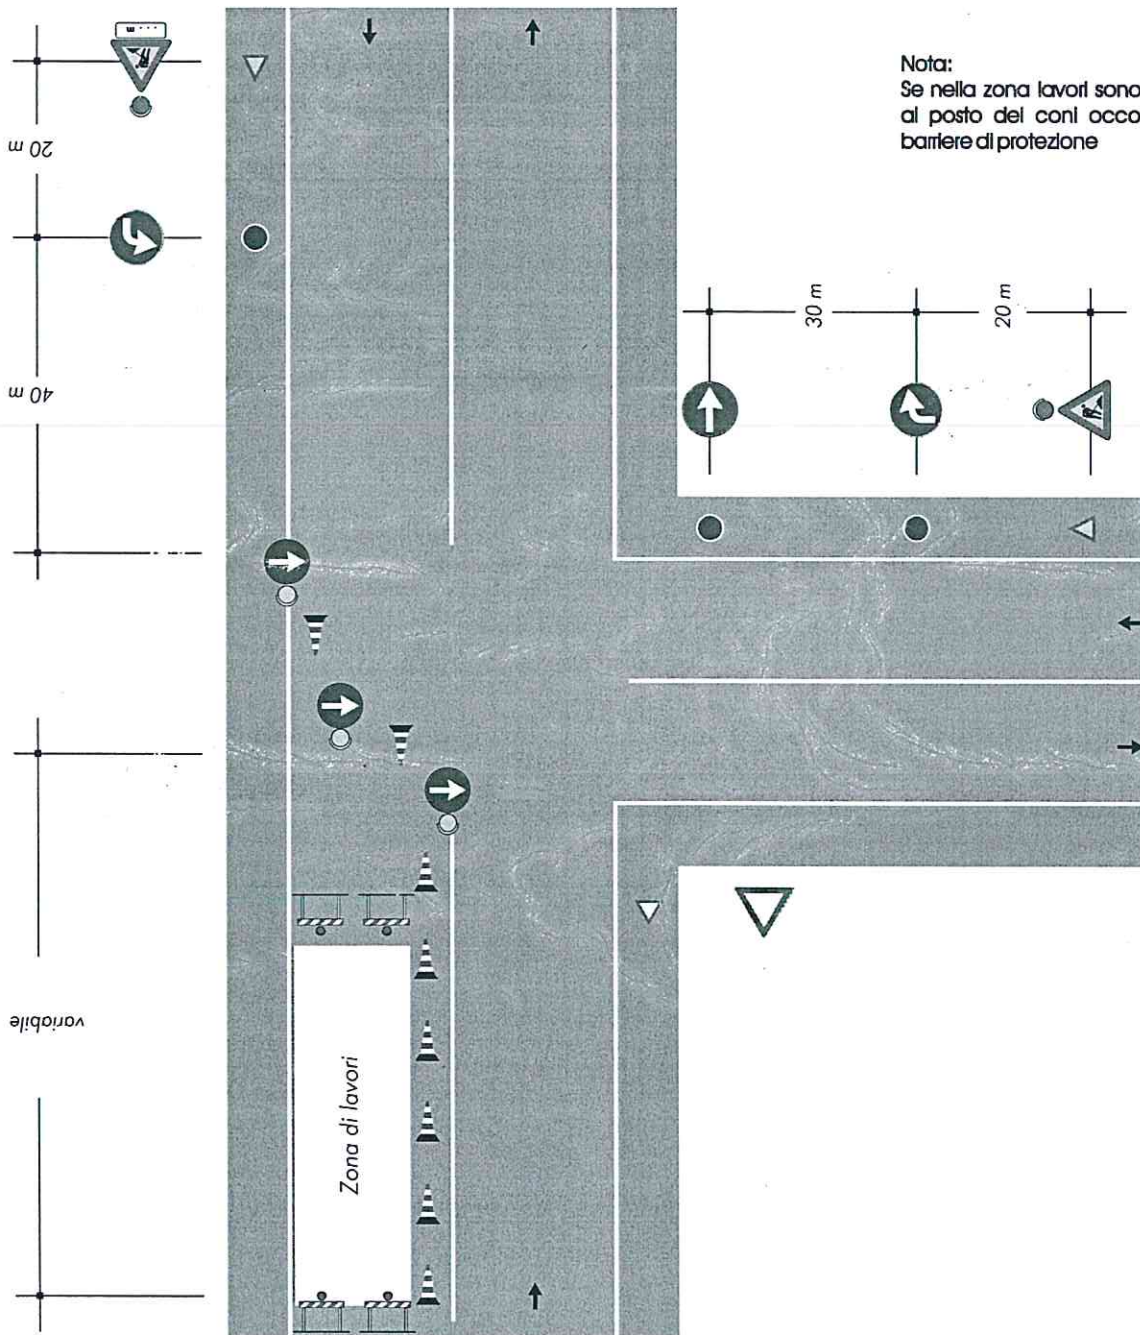 Nota:
Se nella zona lavori sono
al posto dei coni occo
barriere di protezione
20 m
40 m
variabile
30 m
20 m
Zona di lavori